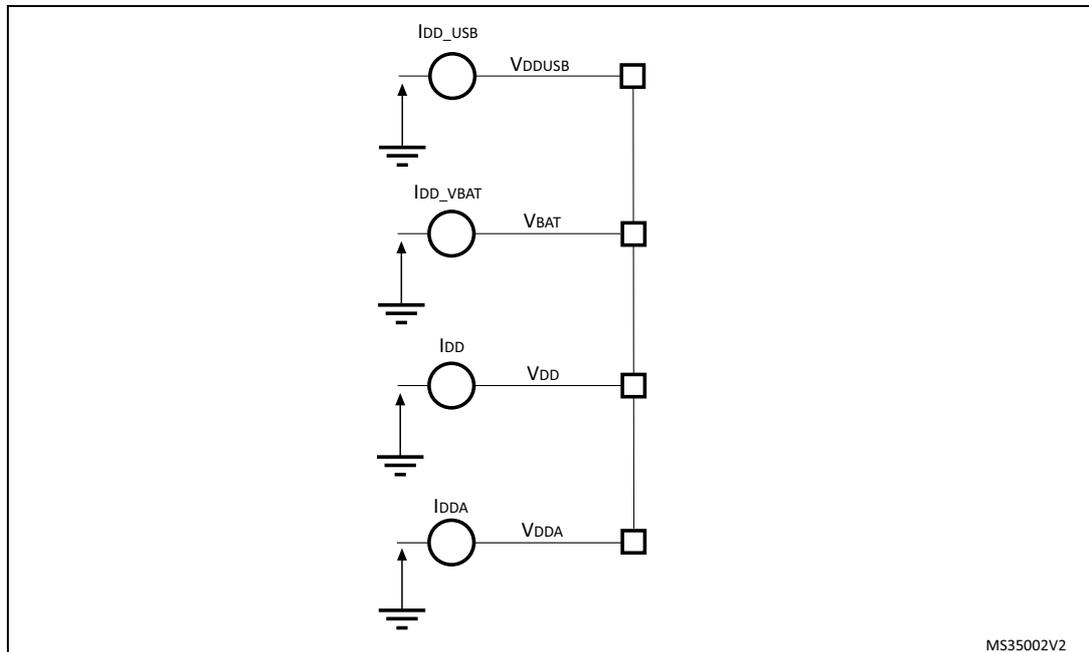 IDD_USB
VDDUSB
IDD_VBAT
VBAT
IDD
VDD
IDDA
VDDA
MS35002V2